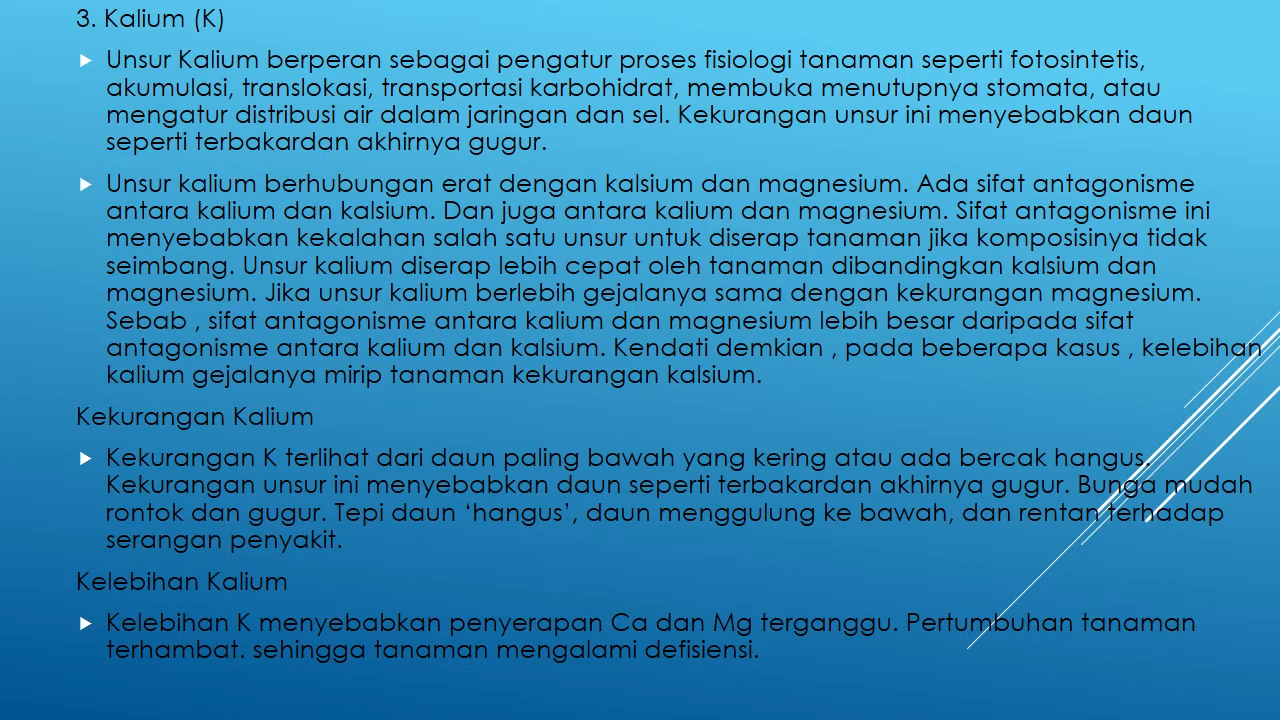 3. Kalium (K)
Unsur Kalium berperan sebagai pengatur proses fisiologi tanaman seperti fotosintetis,
akumulasi, translokasi, transportasi karbohidrat, membuka menutupnya stomata, atau
mengatur distribusi air dalam jaringan dan sel. Kekurangan unsur ini menyebabkan daun
seperti terbakardan akhirnya gugur.
Unsur kalium berhubungan erat dengan kalsium dan magnesium. Ada sifat antagonisme
antara kalium dan kalsium. Dan juga antara kalium dan magnesium. Sifat antagonisme ini
menyebabkan kekalahan salah satu unsur untuk diserap tanaman jika komposisinya tidak
seimbang. Unsur kalium diserap lebih cepat oleh tanaman dibandingkan kalsium dan
magnesium. Jika unsur kalium berlebih gejalanya sama dengan kekurangan magnesium.
Sebab , sifat antagonisme antara kalium dan magnesium lebih besar daripada sifat
antagonisme antara kalium dan kalsium. Kendati demkian , pada beberapa kasus , kelebihan
kalium gejalanya mirip tanaman kekurangan kalsium.
Kekurangan Kalium
Kekurangan K terlihat dari daun paling bawah yang kering atau ada bercak hangus.
Kekurangan unsur ini menyebabkan daun seperti terbakardan akhirnya gugur. Bunga mudah
rontok dan gugur. Tepi daun ‘hangus’, daun menggulung ke bawah, dan rentan terhadap
serangan penyakit.
Kelebihan Kalium
Kelebihan K menyebabkan penyerapan Ca dan Mg terganggu. Pertumbuhan tanaman
terhambat. sehingga tanaman mengalami defisiensi.